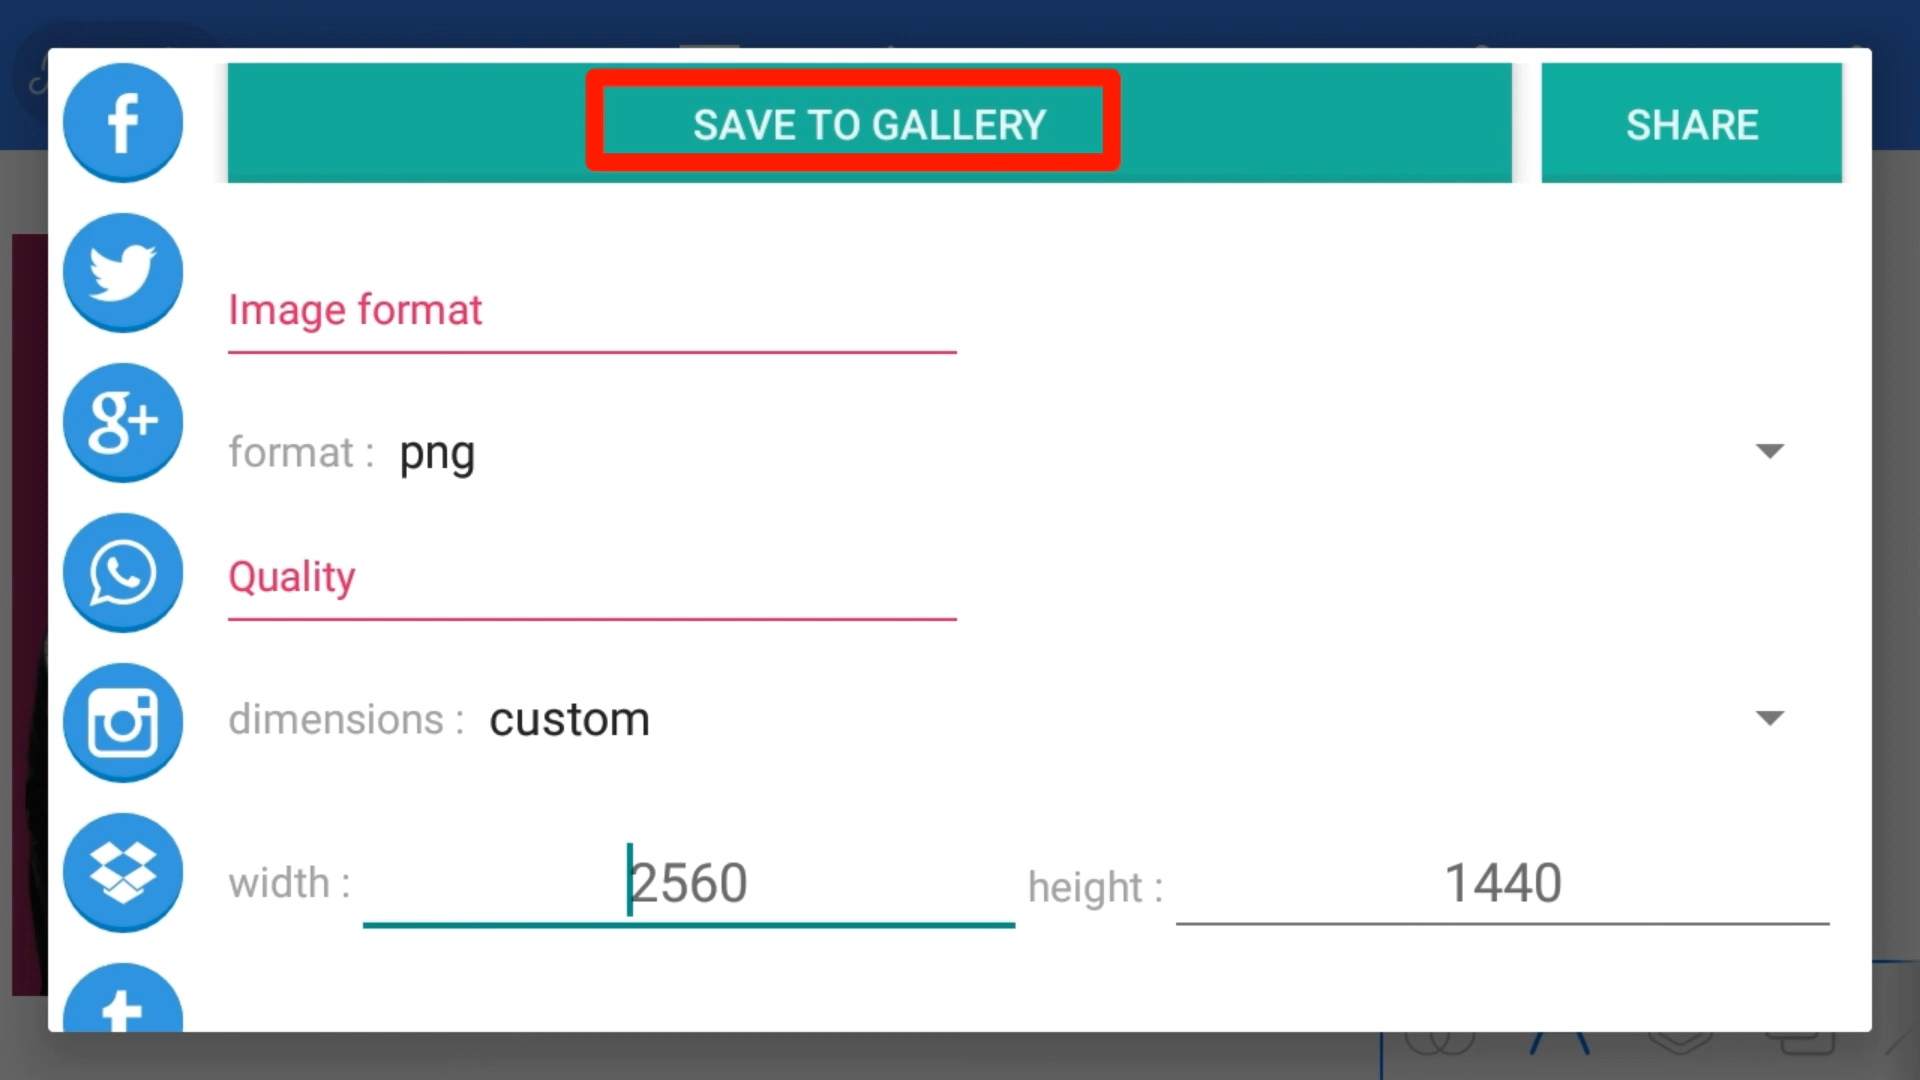 SAVE TO GALLERY
SHARE
Image format
format : png
Quality
dimensions : custom
width : 2560 height : 1440